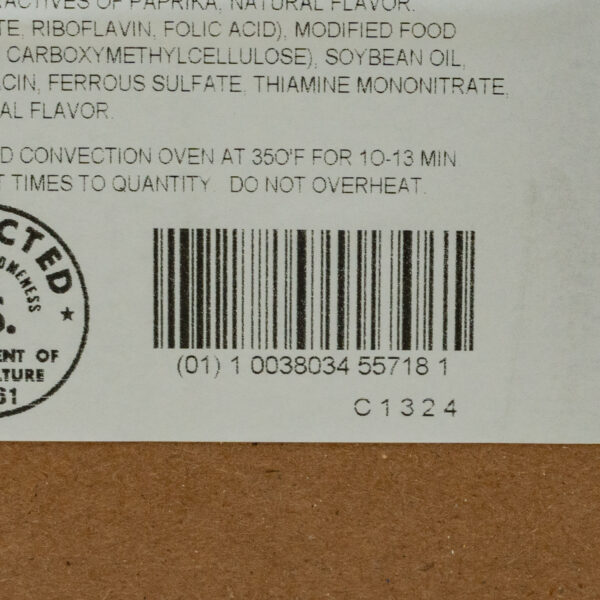 RACTIVES OF PAPRIKA, NATURAL FLAVOR.
TE, RIBOFLAVIN, FOLIC ACID), MODIFIED FOOD
CARBOXYMETHYLCELLULOSE), SOYBEAN OIL,
CIN, FERROUS SULFATE, THIAMINE MONONITRATE,
AL FLAVOR.
D CONVECTION OVEN AT 350°F FOR 10-13 MIN
T TIMES TO QUANTITY. DO NOT OVERHEAT.
CTED
OMENESS
S.
ENT OF
LTURE
61
(01) 1 0038034 55718 1
C1324